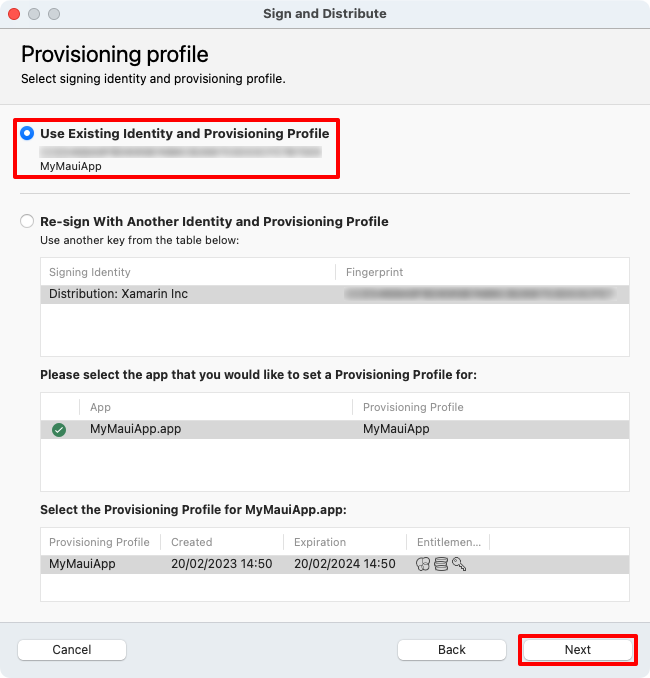 Sign and Distribute
Provisioning profile
Select signing identity and provisioning profile.
Use Existing Identity and Provisioning Profile
MyMauiApp
Re-sign With Another Identity and Provisioning Profile
Use another key from the table below:
Signing Identity Fingerprint
Distribution: Xamarin Inc
Please select the app that you would like to set a Provisioning Profile for:
App Provisioning Profile
MyMauiApp.app MyMauiApp
Select the Provisioning Profile for MyMauiApp.app:
Provisioning Profile Created Expiration Entitlemen...
MyMauiApp 20/02/2023 14:50 20/02/2024 14:50
Cancel Back Next